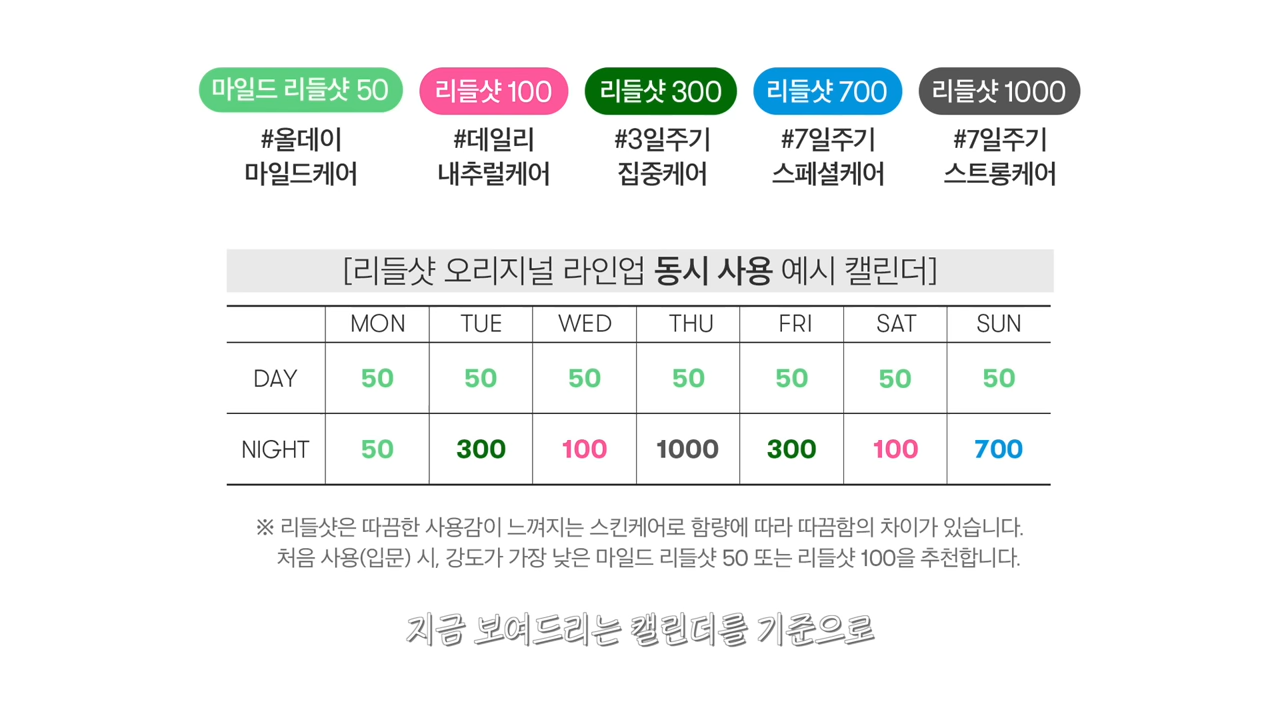 마일드 리들샷 50 리들샷 100 리들샷 300 리들샷 700 리들샷 1000
#올데이 #데일리 #3일주기 #7일주기 #7일주기
마일드케어 내추럴케어 집중케어 스페셜케어 스트롱케어
[리들샷 오리지널 라인업 동시 사용 예시 캘린더]
MON TUE WED THU FRI SAT SUN
DAY 50 50 50 50 50 50 50
NIGHT 50 300 100 1000 300 100 700
※ 리들샷은 따끔한 사용감이 느껴지는 스킨케어로 함량에 따라 따끔함의 차이가 있습니다.
처음 사용(입문) 시, 강도가 가장 낮은 마일드 리들샷 50 또는 리들샷 100을 추천합니다.
지금 보여드리는 캘린더를 기준으로